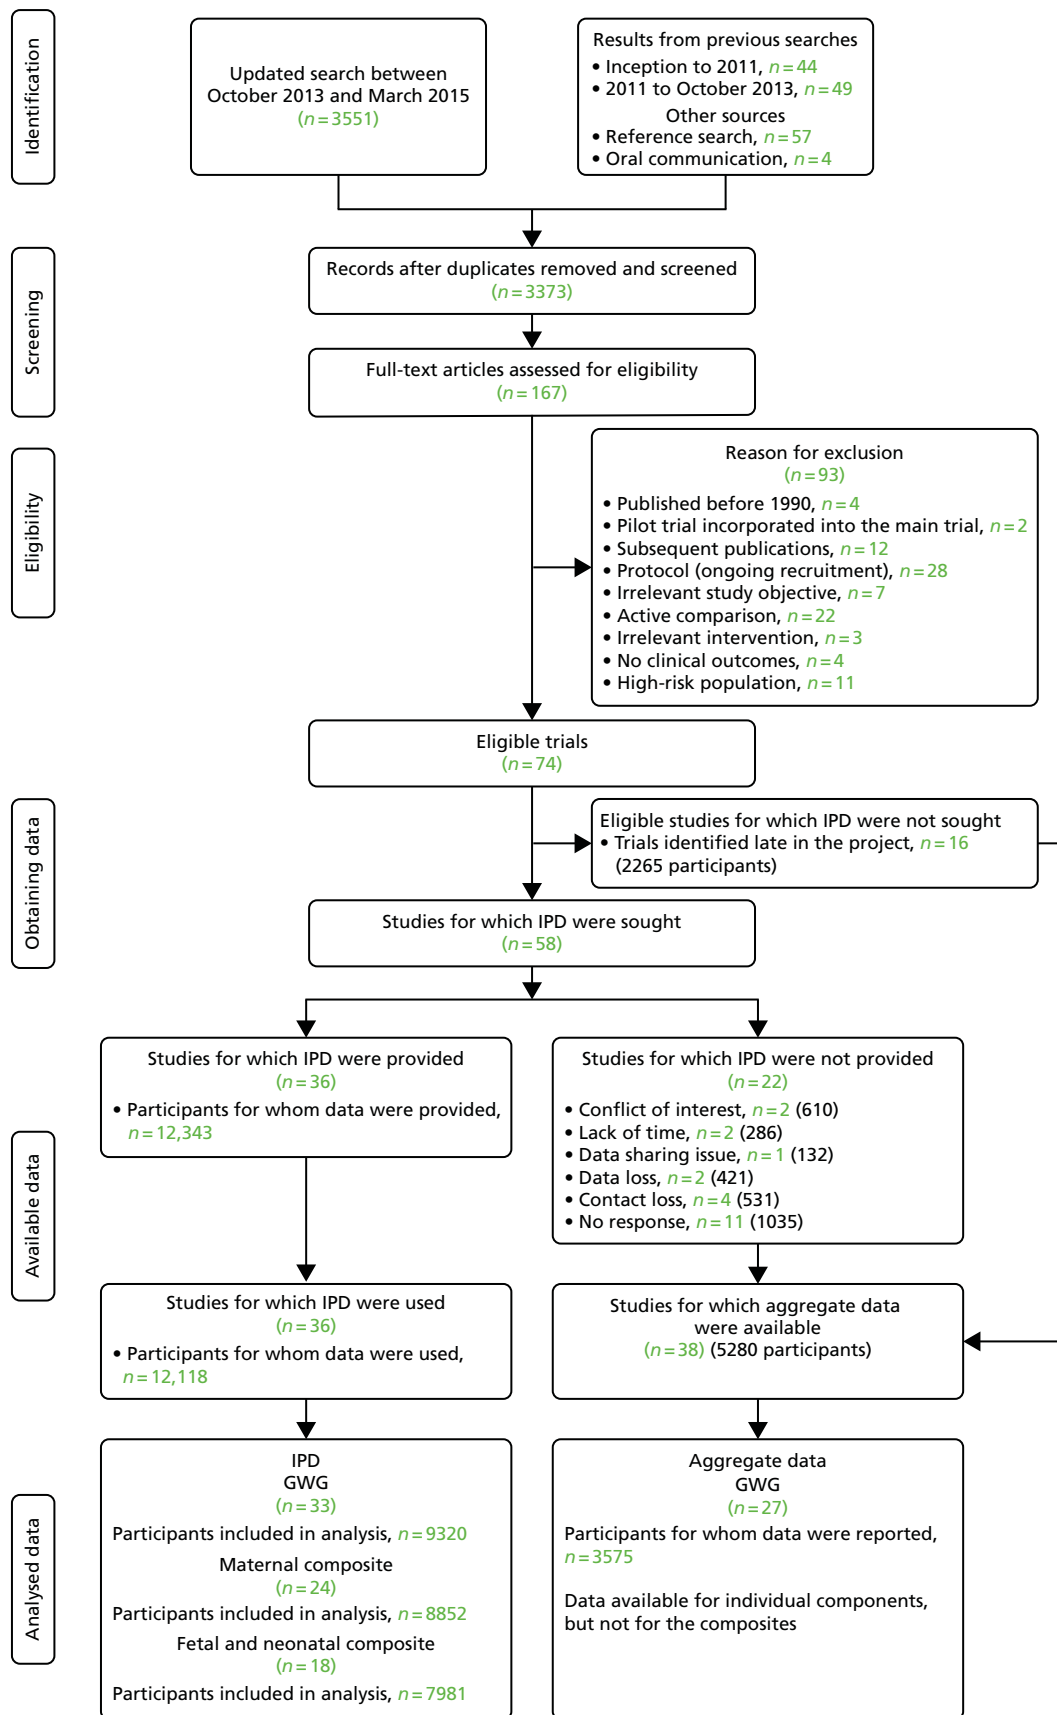 Identification
Updated search between
October 2013 and March 2015
(n=3551)
Results from previous searches
• Inception to 2011, n=44
• 2011 to October 2013, n=49
Other sources
• Reference search, n=57
• Oral communication, n=4
Screening
Records after duplicates removed and screened
(n=3373)
Full-text articles assessed for eligibility
(n=167)
Eligibility
Reason for exclusion
(n=93)
• Published before 1990, n=4
• Pilot trial incorporated into the main trial, n=2
• Subsequent publications, n=12
• Protocol (ongoing recruitment), n=28
• Irrelevant study objective, n=7
• Active comparison, n=22
• Irrelevant intervention, n=3
• No clinical outcomes, n=4
• High-risk population, n=11
Eligible trials
(n=74)
Obtaining data
Eligible studies for which IPD were not sought
• Trials identified late in the project, n=16
(2265 participants)
Studies for which IPD were sought
(n=58)
Available data
Studies for which IPD were provided
(n=36)
• Participants for whom data were provided,
n=12,343
Studies for which IPD were not provided
(n=22)
• Conflict of interest, n=2 (610)
• Lack of time, n=2 (286)
• Data sharing issue, n=1 (132)
• Data loss, n=2 (421)
• Contact loss, n=4 (531)
• No response, n=11 (1035)
Studies for which IPD were used
(n=36)
• Participants for whom data were used,
n=12,118
Studies for which aggregate data
were available
(n=38) (5280 participants)
Analysed data
IPD
GWG
(n=33)
Participants included in analysis, n=9320
Maternal composite
(n=24)
Participants included in analysis, n=8852
Fetal and neonatal composite
(n=18)
Participants included in analysis, n=7981
Aggregate data
GWG
(n=27)
Participants for whom data were reported,
n=3575
Data available for individual components,
but not for the composites